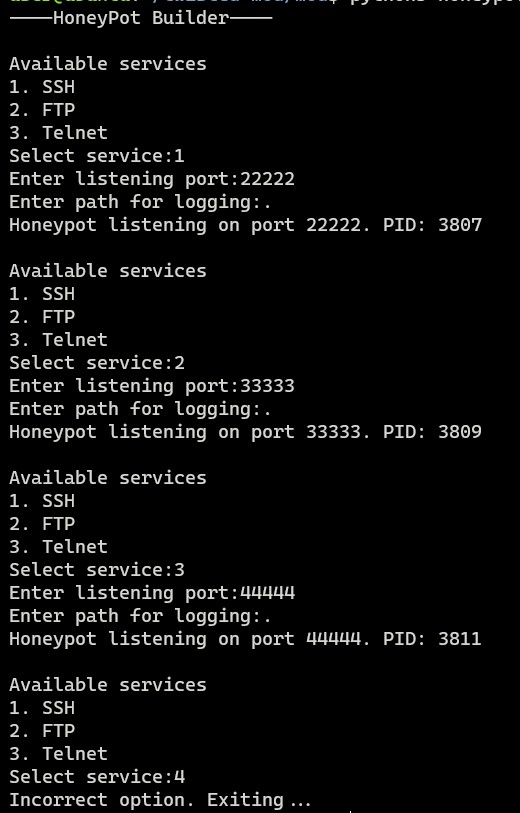 ────HoneyPot Builder────
Available services
1. SSH
2. FTP
3. Telnet
Select service:1
Enter listening port:22222
Enter path for logging:.
Honeypot listening on port 22222. PID: 3807
Available services
1. SSH
2. FTP
3. Telnet
Select service:2
Enter listening port:33333
Enter path for logging:.
Honeypot listening on port 33333. PID: 3809
Available services
1. SSH
2. FTP
3. Telnet
Select service:3
Enter listening port:44444
Enter path for logging:.
Honeypot listening on port 44444. PID: 3811
Available services
1. SSH
2. FTP
3. Telnet
Select service:4
Incorrect option. Exiting...